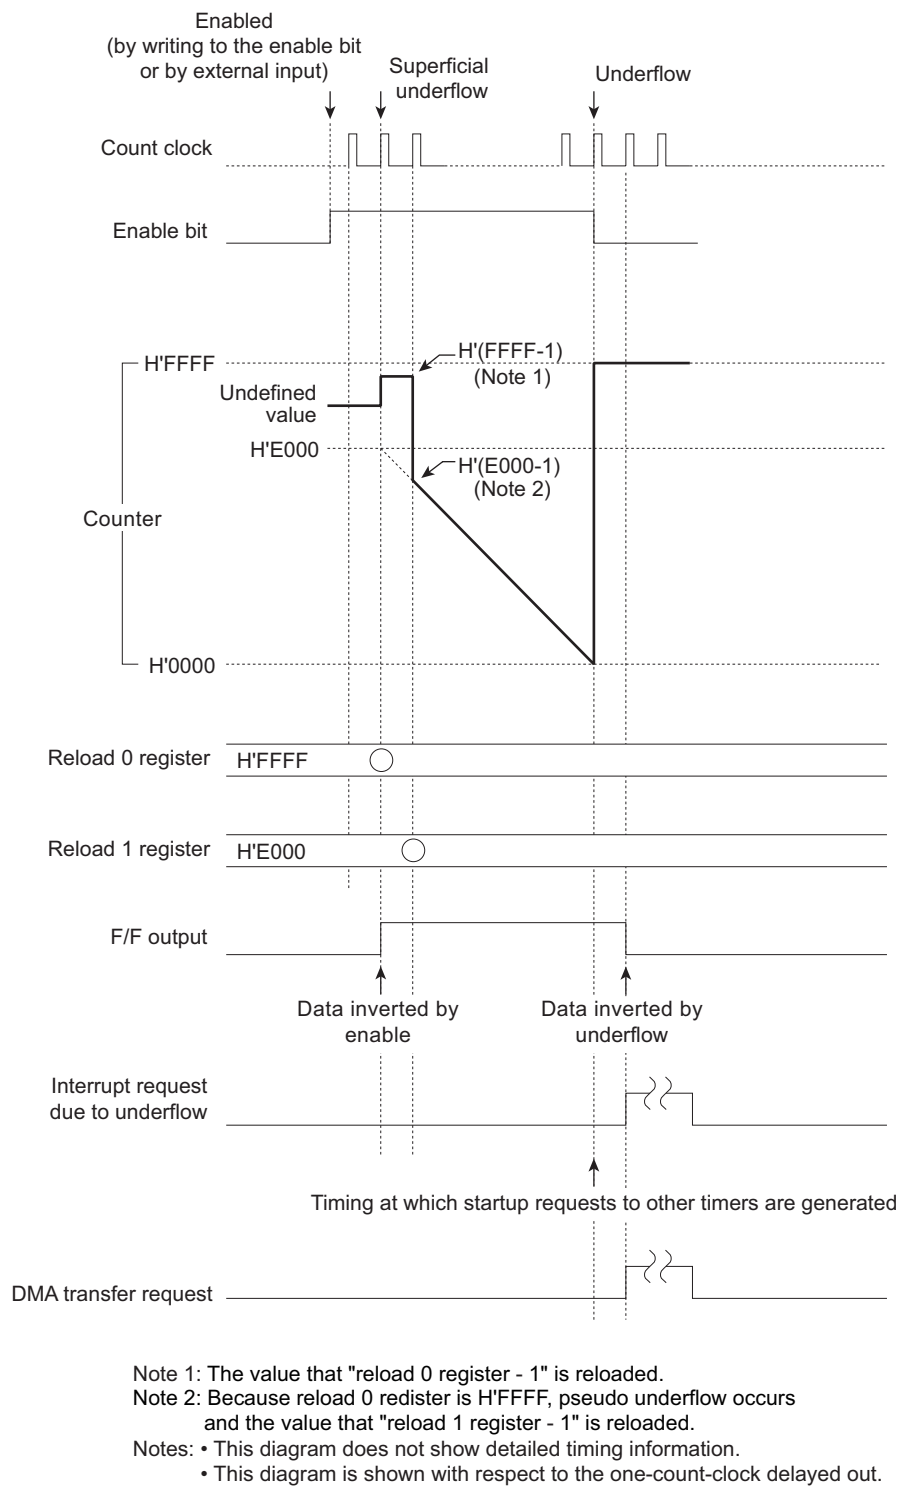 Enabled
(by writing to the enable bit
or by external input)
Superficial
underflow
Underflow
Count clock
Enable bit
H'FFFF
H'(FFFF-1)
(Note 1)
Undefined
value
H'E000
H'(E000-1)
(Note 2)
Counter
H'0000
Reload 0 register
H'FFFF
Reload 1 register
H'E000
F/F output
Data inverted by
enable
Data inverted by
underflow
Interrupt request
due to underflow
Timing at which startup requests to other timers are generated
DMA transfer request
Note 1: The value that "reload 0 register - 1" is reloaded.
Note 2: Because reload 0 redister is H'FFFF, pseudo underflow occurs
and the value that "reload 1 register - 1" is reloaded.
Notes: • This diagram does not show detailed timing information.
• This diagram is shown with respect to the one-count-clock delayed out.